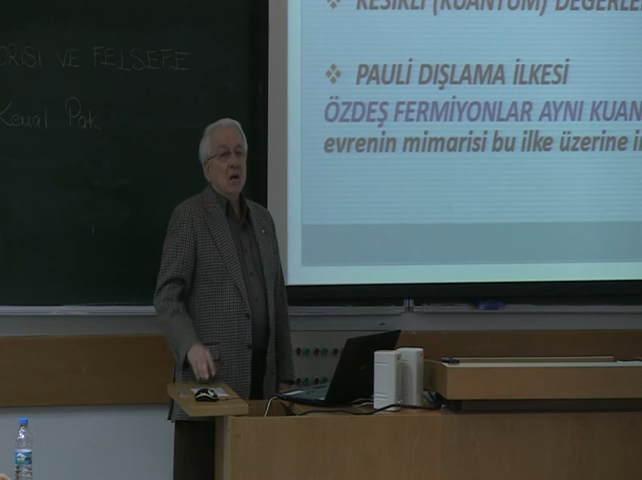 ORISI VE FELSEFE
Kemal Pak
KESİKLİ (KUANTUM) DEĞERLE
PAULİ DIŞLAMA İLKESİ
ÖZDEŞ FERMİYONLAR AYNI KUAN
evrenin mimarisi bu ilke üzerine i